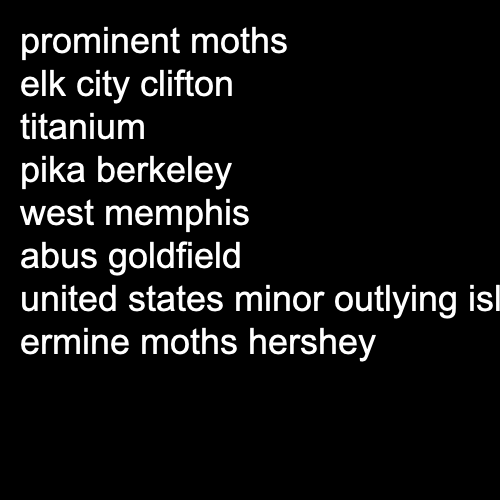 prominent moths
elk city clifton
titanium
pika berkeley
west memphis
abus goldfield
united states minor outlying isl
ermine moths hershey